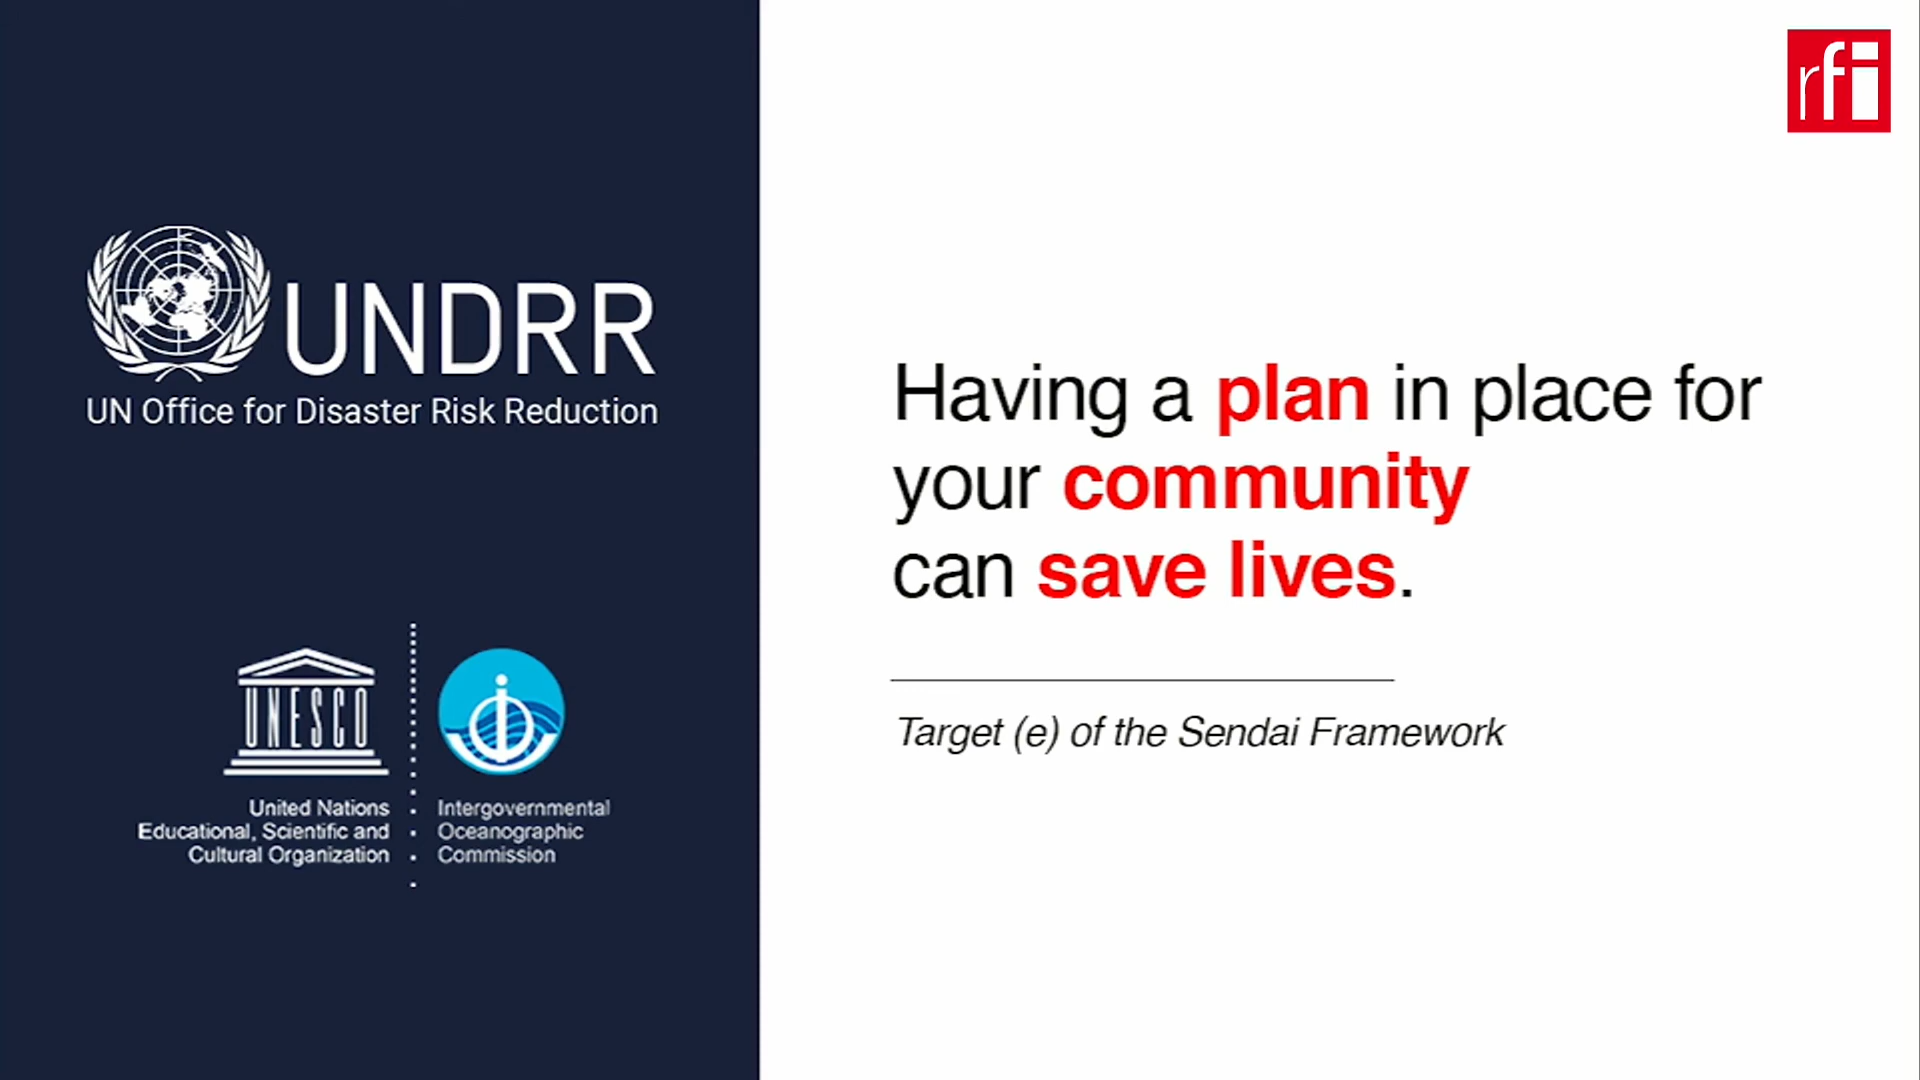 UNDRR
UN Office for Disaster Risk Reduction
UNESCO
United Nations
Educational, Scientific and
Cultural Organization
Intergovernmental
Oceanographic
Commission
rfi
Having a plan in place for
your community
can save lives.
Target (e) of the Sendai Framework